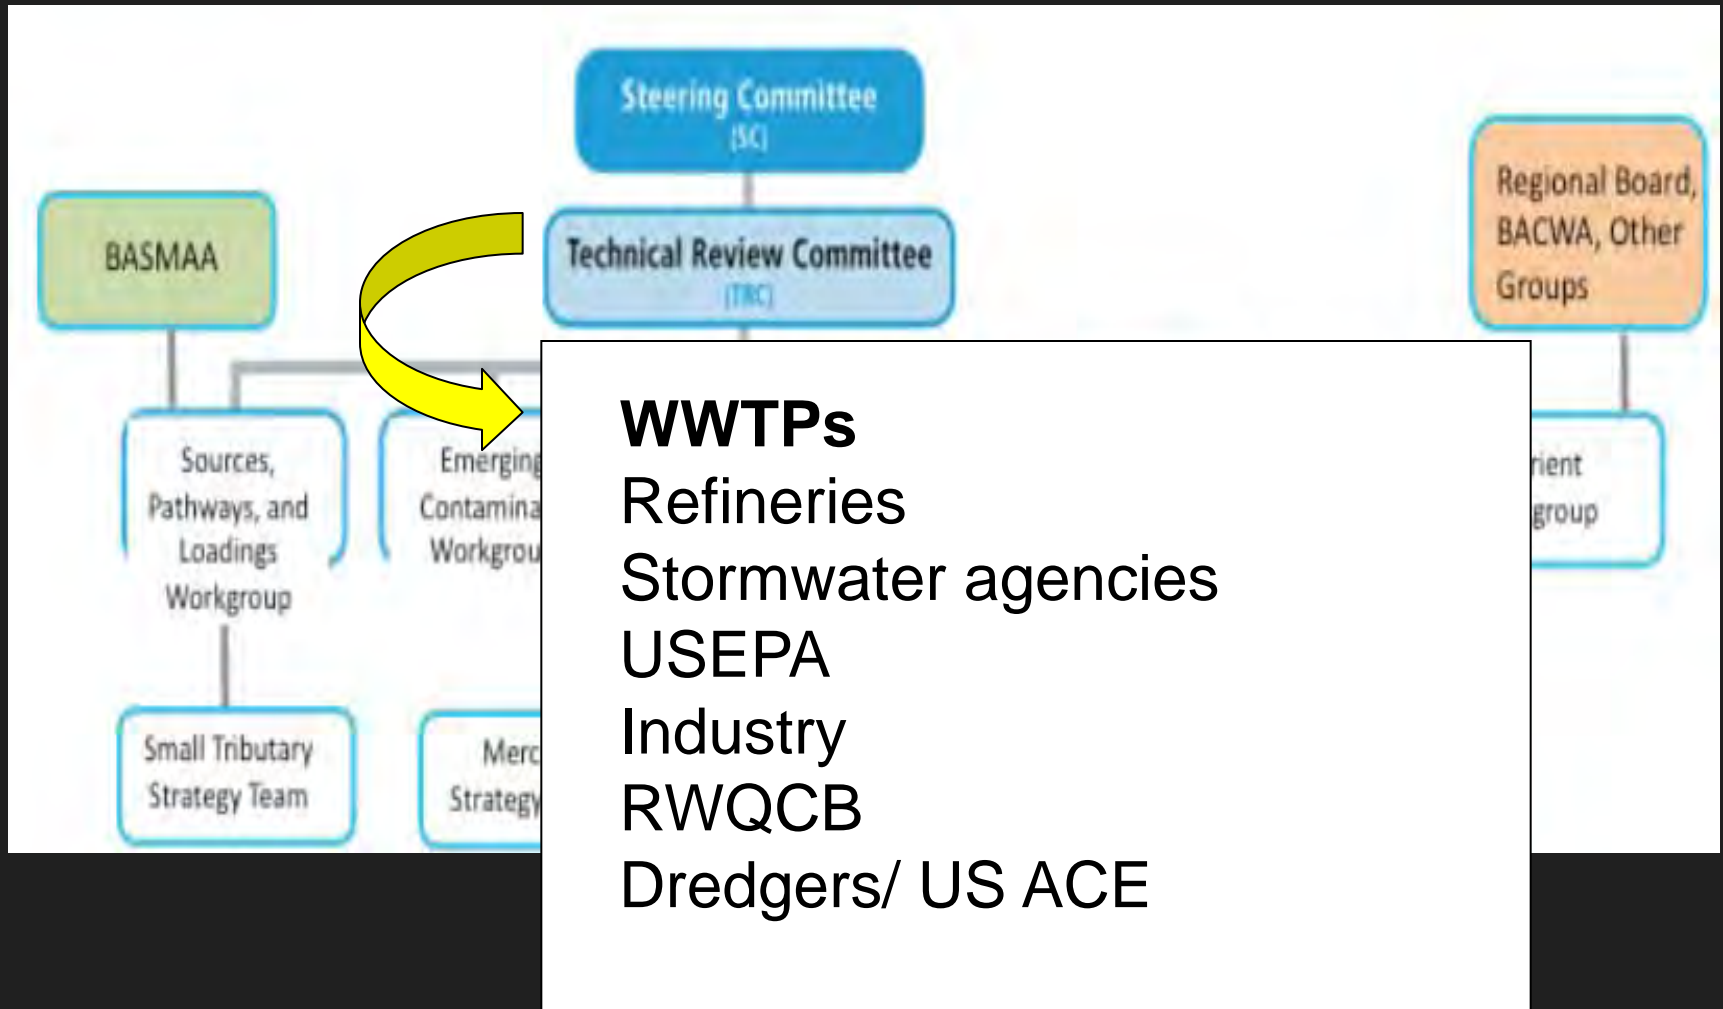 Steering Committee
(SC)
BASMAA
Technical Review Committee
(TRC)
Regional Board,
BACWA, Other
Groups
Sources,
Pathways, and
Loadings
Workgroup
Emerging
Contamina
Workgrou
rient
group
Small Tributary
Strategy Team
Merc
Strategy
WWTPs
Refineries
Stormwater agencies
USEPA
Industry
RWQCB
Dredgers/ US ACE